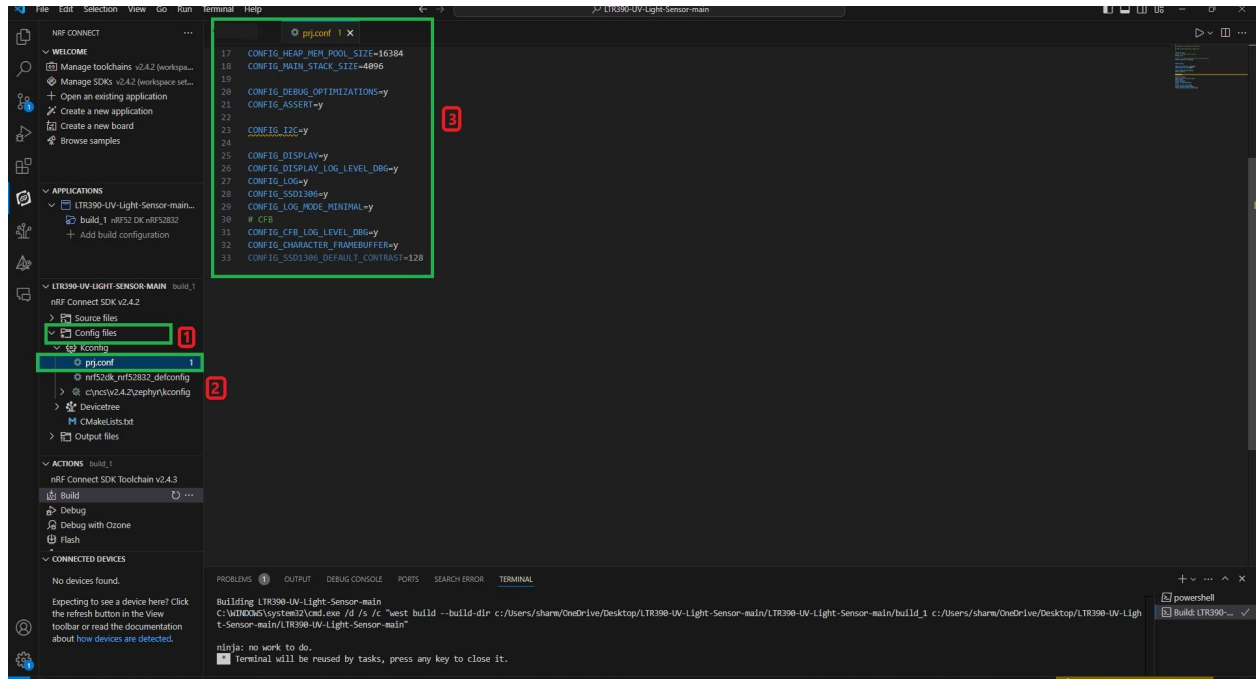 File Edit Selection View Go Run Terminal Help
LTR390-UV-Light-Sensor-main
NRF CONNECT
WELCOME
Manage toolchains v2.4.2 (workspa...
Manage SDKs v2.4.2 (workspace set...
Open an existing application
Create a new application
Create a new board
Browse samples
APPLICATIONS
LTR390-UV-Light-Sensor-main...
build_1 nRF52 DK nRF52832
Add build configuration
LTR390-UV-LIGHT-SENSOR-MAIN build_1
nRF Connect SDK v2.4.2
Source files
Config files
1
Kconfig
prj.conf 1
nrf52dk_nrf52832_defconfig
2
c:\ncs\v2.4.2\zephyr\kconfig
Devicetree
CMakeLists.txt
Output files
ACTIONS build_1
nRF Connect SDK Toolchain v2.4.3
Build
Debug
Debug with Ozone
Flash
CONNECTED DEVICES
No devices found.
Expecting to see a device here? Click
the refresh button in the View
toolbar or read the documentation
about how devices are detected.
prj.conf 1
17 CONFIG_HEAP_MEM_POOL_SIZE=16384
18 CONFIG_MAIN_STACK_SIZE=4096
19
20 CONFIG_DEBUG_OPTIMIZATIONS=y
21 CONFIG_ASSERT=y
22
23 CONFIG_I2C=y
24
25 CONFIG_DISPLAY=y
26 CONFIG_DISPLAY_LOG_LEVEL_DBG=y
27 CONFIG_LOG=y
28 CONFIG_SSD1306=y
29 CONFIG_LOG_MODE_MINIMAL=y
30 # CFB
31 CONFIG_CFB_LOG_LEVEL_DBG=y
32 CONFIG_CHARACTER_FRAMEBUFFER=y
33 CONFIG_SSD1306_DEFAULT_CONTRAST=128
3
PROBLEMS 1 OUTPUT DEBUG CONSOLE PORTS SEARCH ERROR TERMINAL
Building LTR390-UV-Light-Sensor-main
C:\WINDOWS\system32\cmd.exe /d /s /c "west build --build-dir c:/Users/sharm/OneDrive/Desktop/LTR390-UV-Light-Sensor-main/LTR390-UV-Light-Sensor-main/build_1 c:/Users/sharm/OneDrive/Desktop/LTR390-UV-Ligh
t-Sensor-main/LTR390-UV-Light-Sensor-main"
ninja: no work to do.
* Terminal will be reused by tasks, press any key to close it.
powershell
Build: LTR390-...